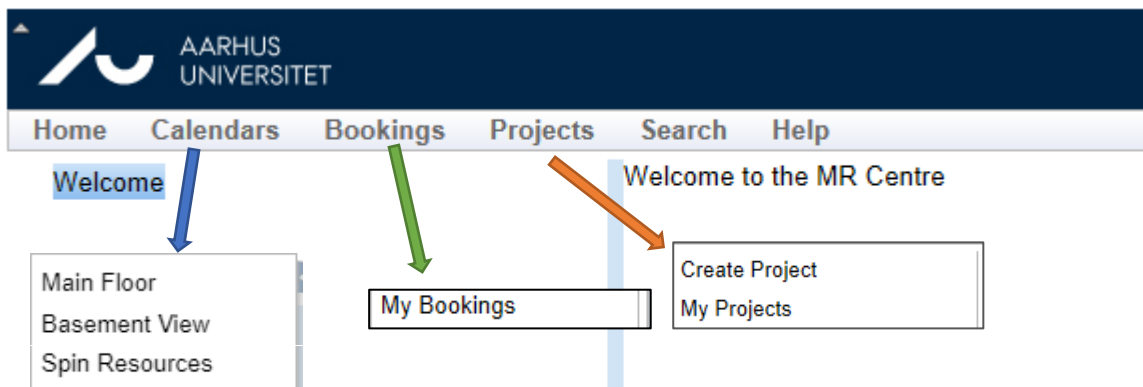 AARHUS
UNIVERSITET
Home Calendars Bookings Projects Search Help
Welcome
Welcome to the MR Centre
Main Floor
Basement View
Spin Resources
My Bookings
Create Project
My Projects